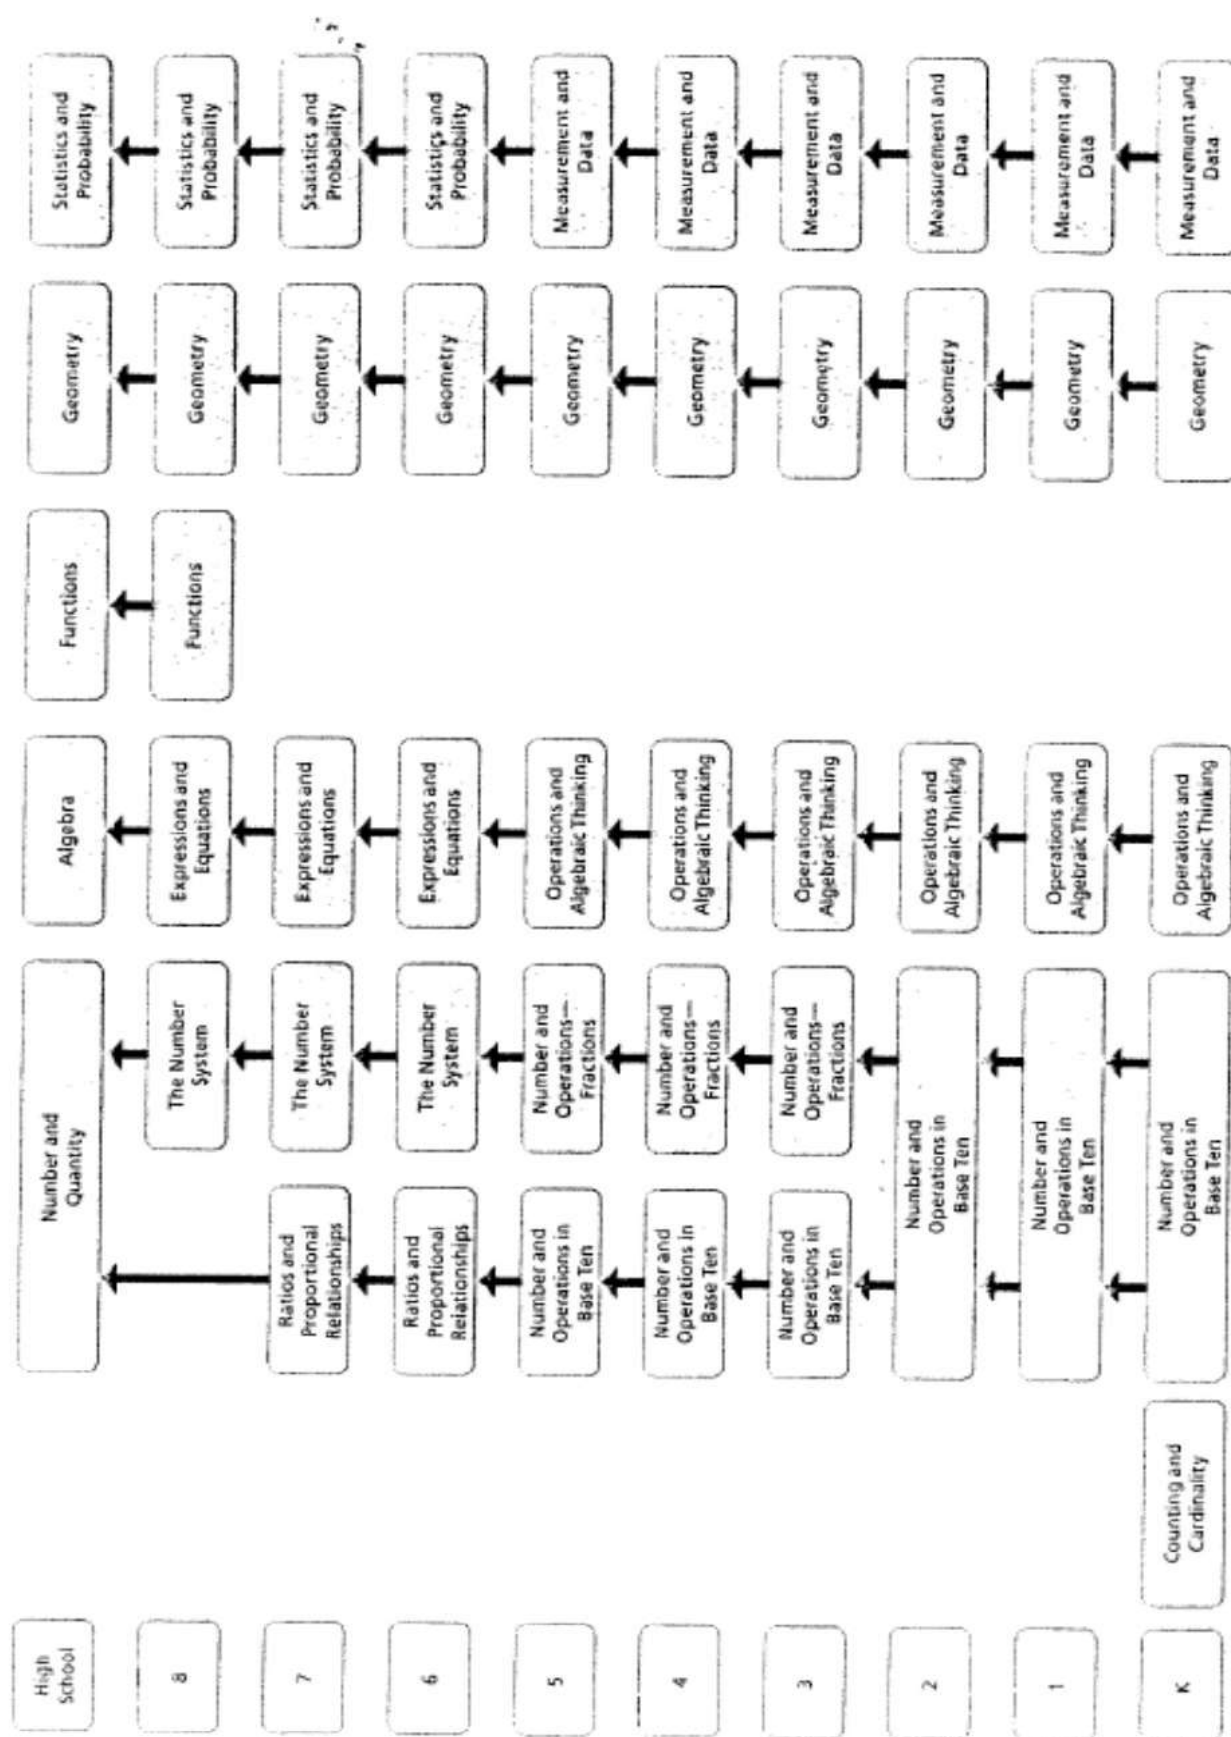 High
School
Number and
Quantity
Algebra
Functions
Geometry
Statistics and
Probability
8
The Number
System
Expressions and
Equations
Functions
Geometry
Statistics and
Probability
7
Ratios and
Proportional
Relationships
The Number
System
Expressions and
Equations
Geometry
Statistics and
Probability
6
Ratios and
Proportional
Relationships
The Number
System
Expressions and
Equations
Geometry
Statistics and
Probability
5
Number and
Operations in
Base Ten
Number and
Operations—
Fractions
Operations and
Algebraic Thinking
Geometry
Measurement and
Data
4
Number and
Operations in
Base Ten
Number and
Operations—
Fractions
Operations and
Algebraic Thinking
Geometry
Measurement and
Data
3
Number and
Operations in
Base Ten
Number and
Operations—
Fractions
Operations and
Algebraic Thinking
Geometry
Measurement and
Data
2
Number and
Operations in
Base Ten
Operations and
Algebraic Thinking
Geometry
Measurement and
Data
1
Number and
Operations in
Base Ten
Operations and
Algebraic Thinking
Geometry
Measurement and
Data
K
Counting and
Cardinality
Number and
Operations in
Base Ten
Operations and
Algebraic Thinking
Geometry
Measurement and
Data